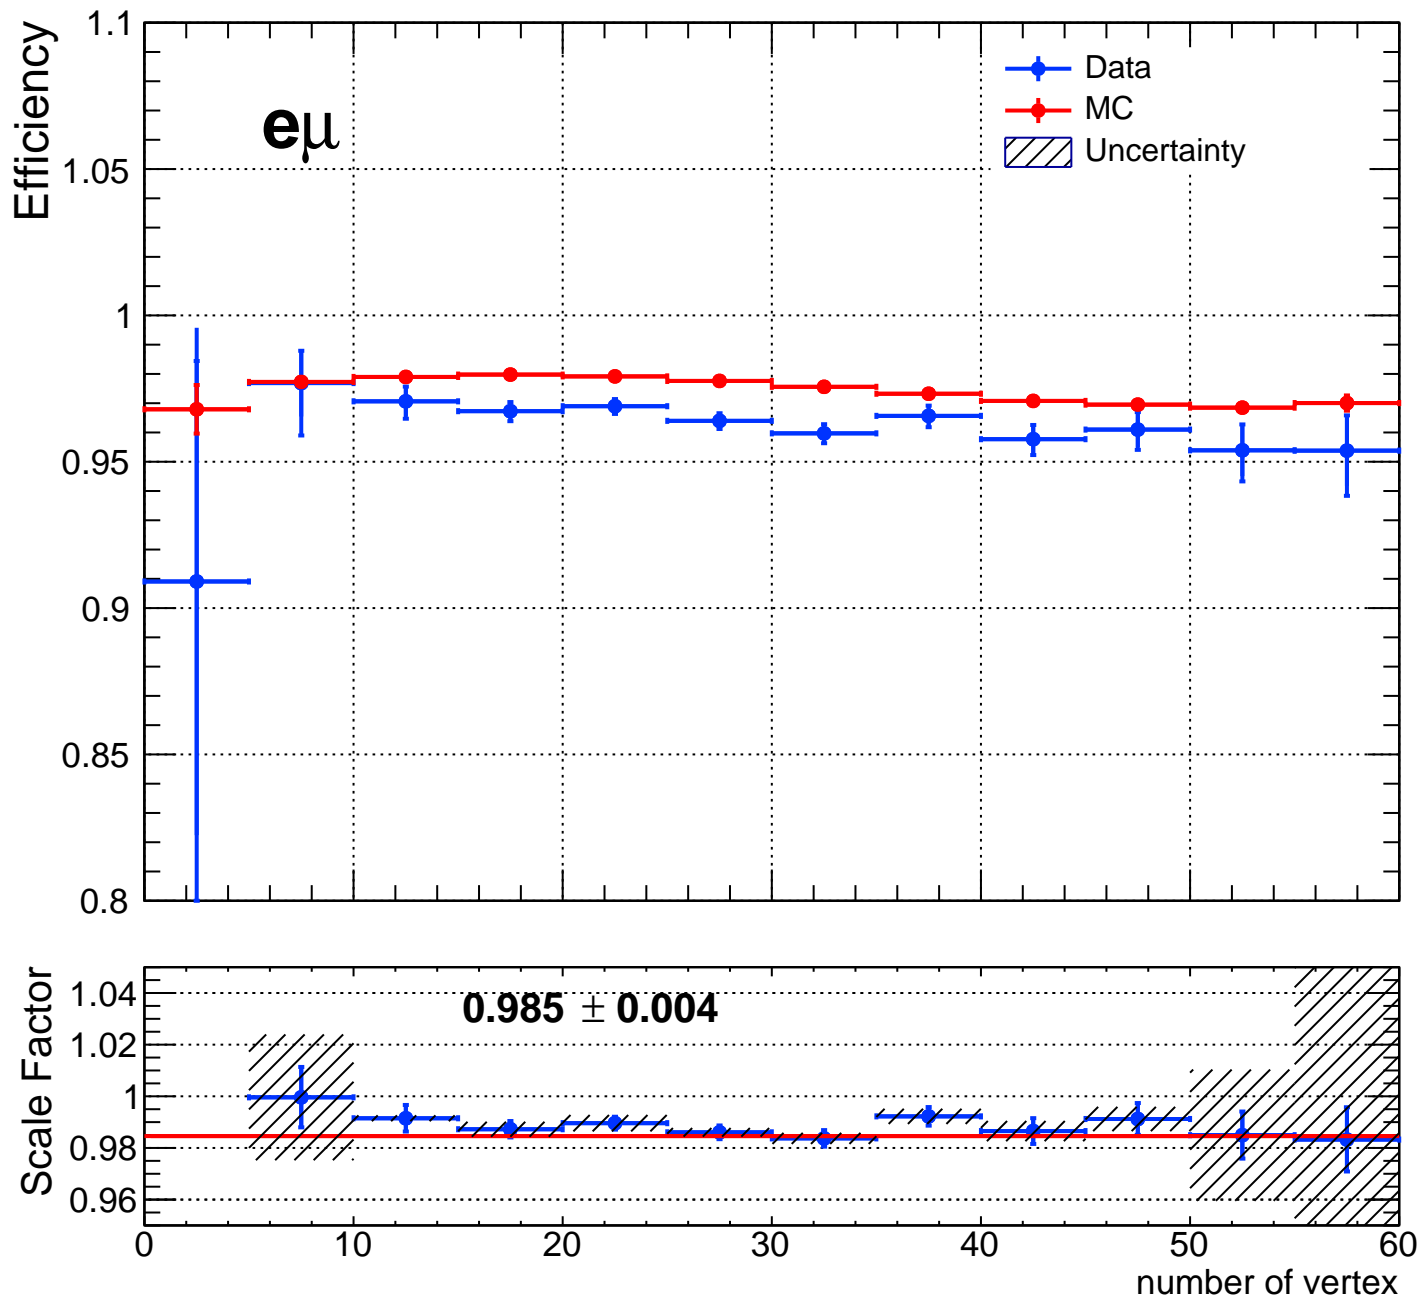 Efficiency
1.1
1.05
1
0.95
0.9
0.85
0.8
eμ
Data
MC
Uncertainty
Scale Factor
1.04
1.02
1
0.98
0.96
0.985 ± 0.004
0 10 20 30 40 50 60
number of vertex